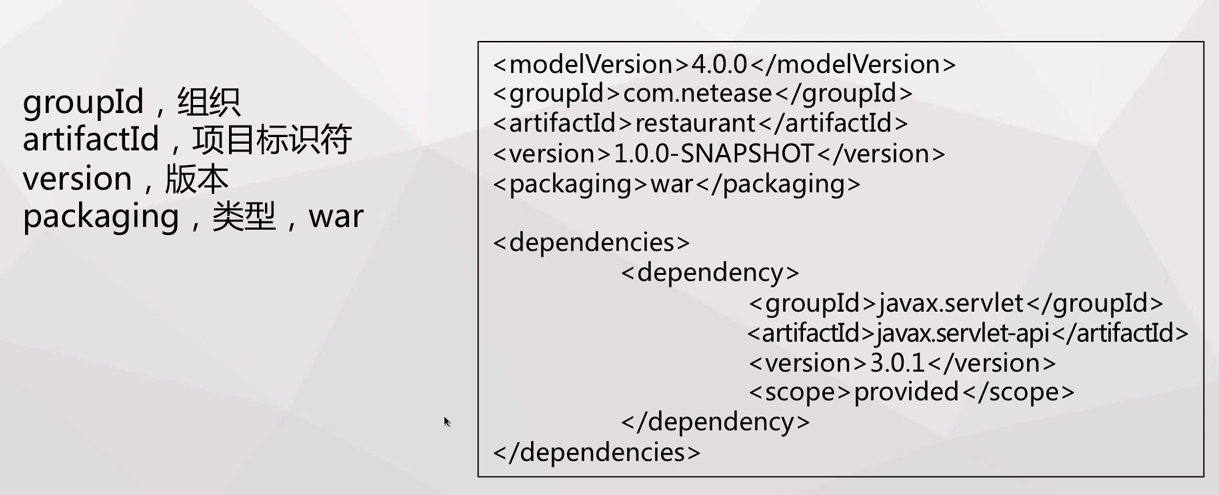 groupId，组织
artifactId，项目标识符
version，版本
packaging，类型，war
<modelVersion>4.0.0</modelVersion>
<groupId>com.netease</groupId>
<artifactId>restaurant</artifactId>
<version>1.0.0-SNAPSHOT</version>
<packaging>war</packaging>
<dependencies>
<dependency>
<groupId>javax.servlet</groupId>
<artifactId>javax.servlet-api</artifactId>
<version>3.0.1</version>
<scope>provided</scope>
</dependency>
</dependencies>